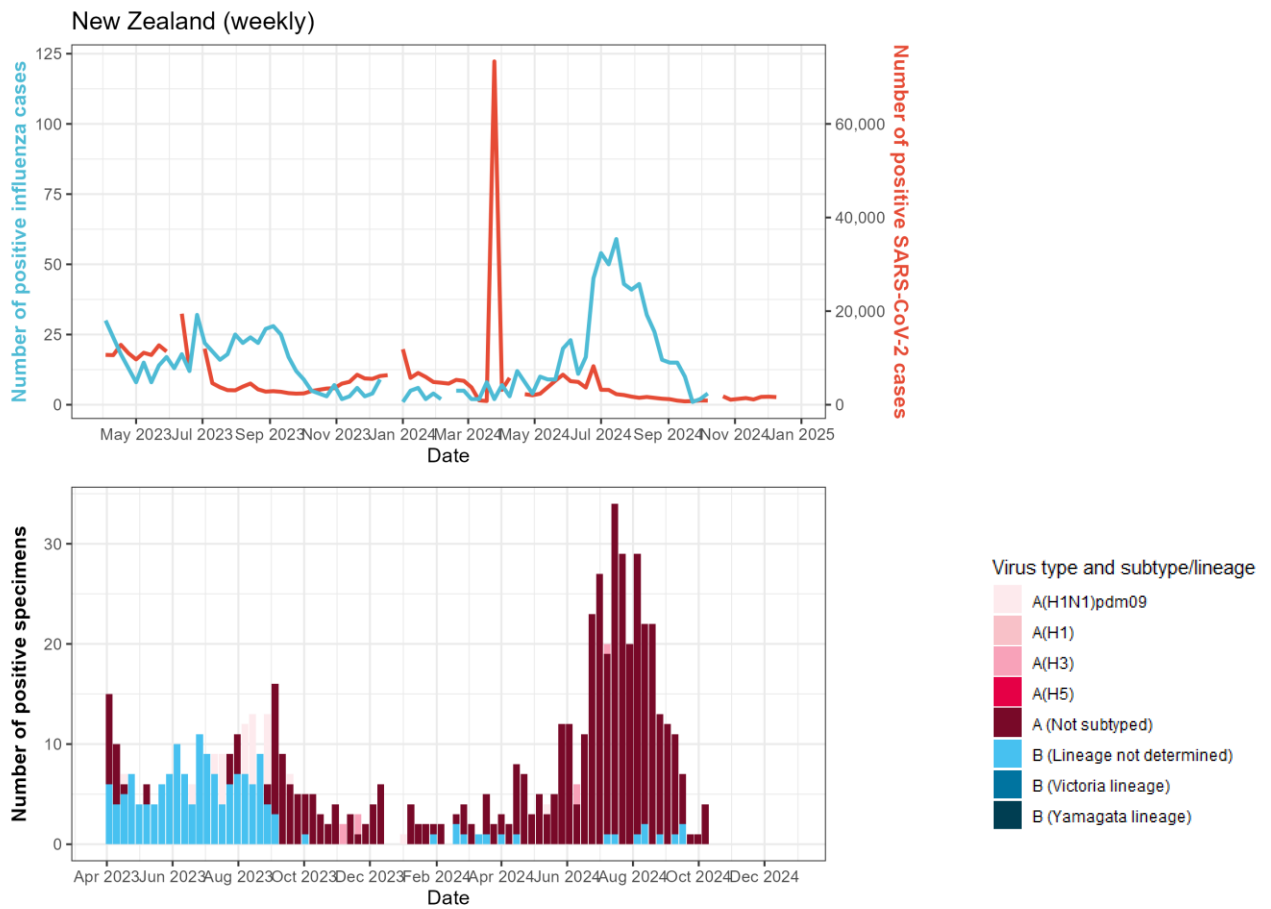 New Zealand (weekly)
Number of positive influenza cases
125
100
75
50
25
0
60,000
40,000
20,000
0
Number of positive SARS-CoV-2 cases
May 2023 Jul 2023 Sep 2023 Nov 2023 Jan 2024 Mar 2024 May 2024 Jul 2024 Sep 2024 Nov 2024 Jan 2025
Date
Number of positive specimens
30
20
10
0
Apr 2023 Jun 2023 Aug 2023 Oct 2023 Dec 2023 Feb 2024 Apr 2024 Jun 2024 Aug 2024 Oct 2024 Dec 2024
Date
Virus type and subtype/lineage
A(H1N1)pdm09
A(H1)
A(H3)
A(H5)
A (Not subtyped)
B (Lineage not determined)
B (Victoria lineage)
B (Yamagata lineage)